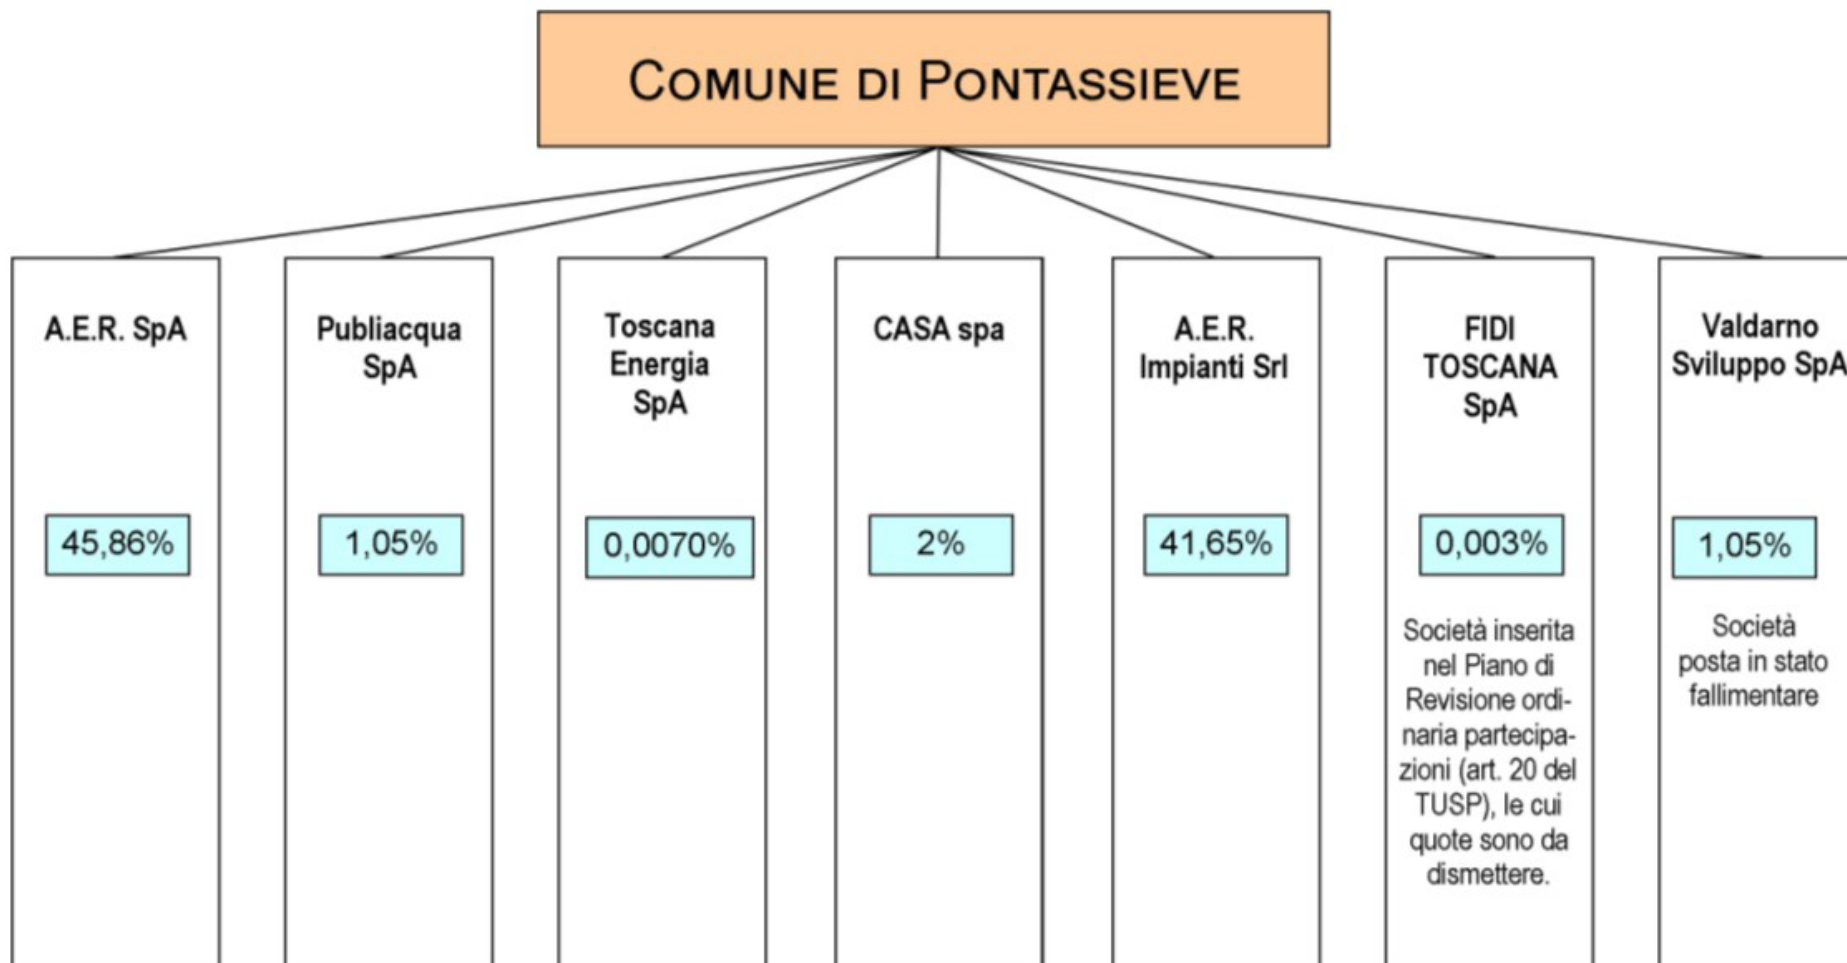 COMUNE DI PONTASSIEVE
A.E.R. SpA
45,86%
Publiacqua
SpA
1,05%
Toscana
Energia
SpA
0,0070%
CASA spa
2%
A.E.R.
Impianti Srl
41,65%
FIDI
TOSCANA
SpA
0,003%
Società inserita
nel Piano di
Revisione ordi-
naria partecipa-
zioni (art. 20 del
TUSP), le cui
quote sono da
dismettere.
Valdarno
Sviluppo SpA
1,05%
Società
posta in stato
fallimentare